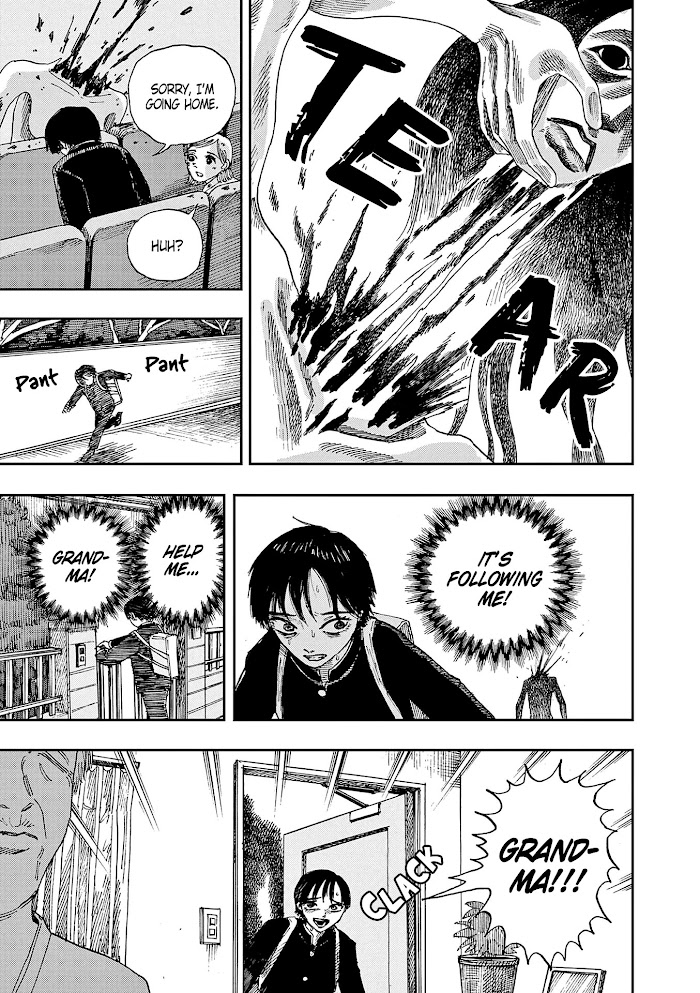 TE
AR
SORRY, I'M
GOING HOME.
HUH?
Pant
Pant
IT'S
FOLLOWING
ME!
HELP
ME...
GRAND-
MA!
GRAND-
MA!!!
CLACK